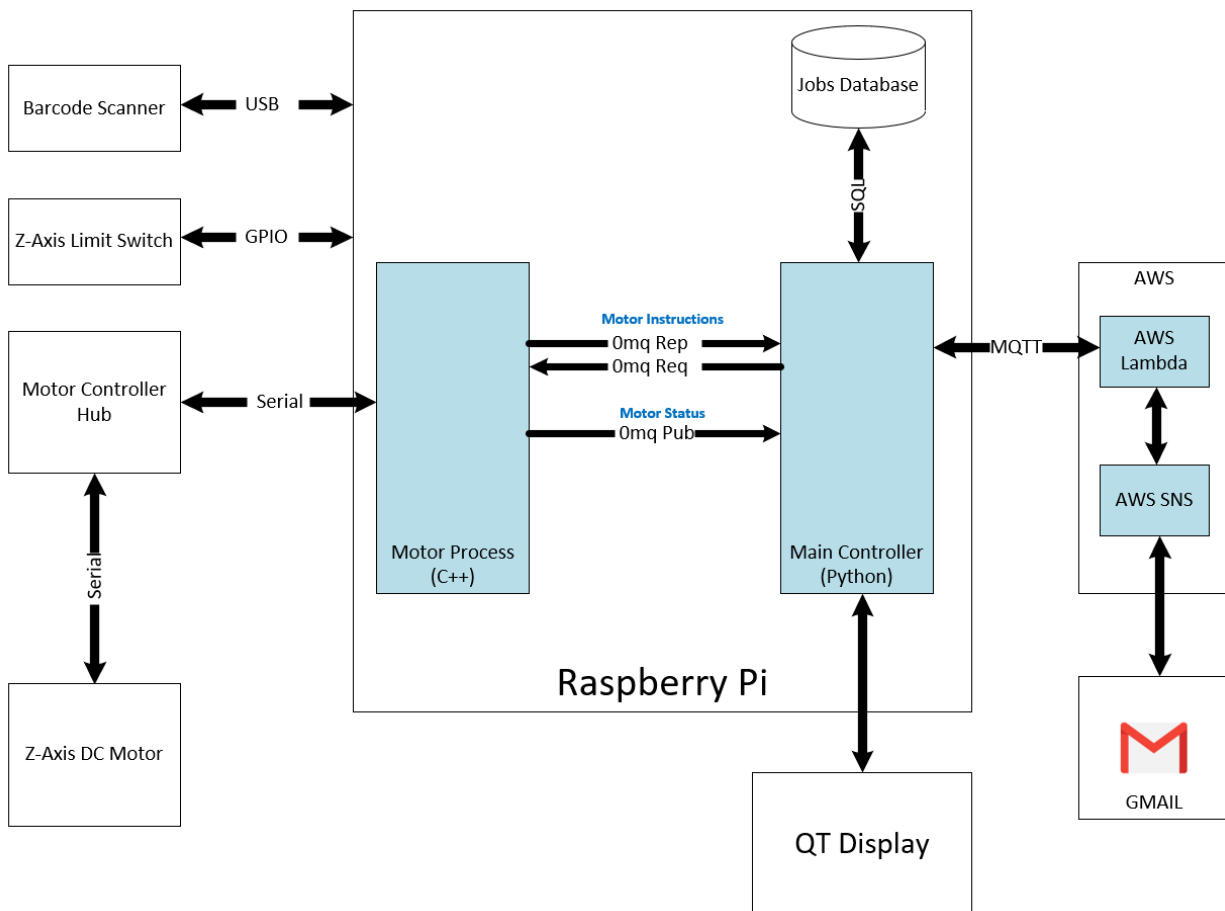 Barcode Scanner
USB
Jobs Database
SQL
Z-Axis Limit Switch
GPIO
Motor Controller
Hub
Serial
Serial
Z-Axis DC Motor
Motor Instructions
0mq Rep
0mq Req
Motor Status
0mq Pub
Motor Process
(C++)
Main Controller
(Python)
Raspberry Pi
MQTT
AWS
AWS
Lambda
AWS SNS
GMAIL
QT Display